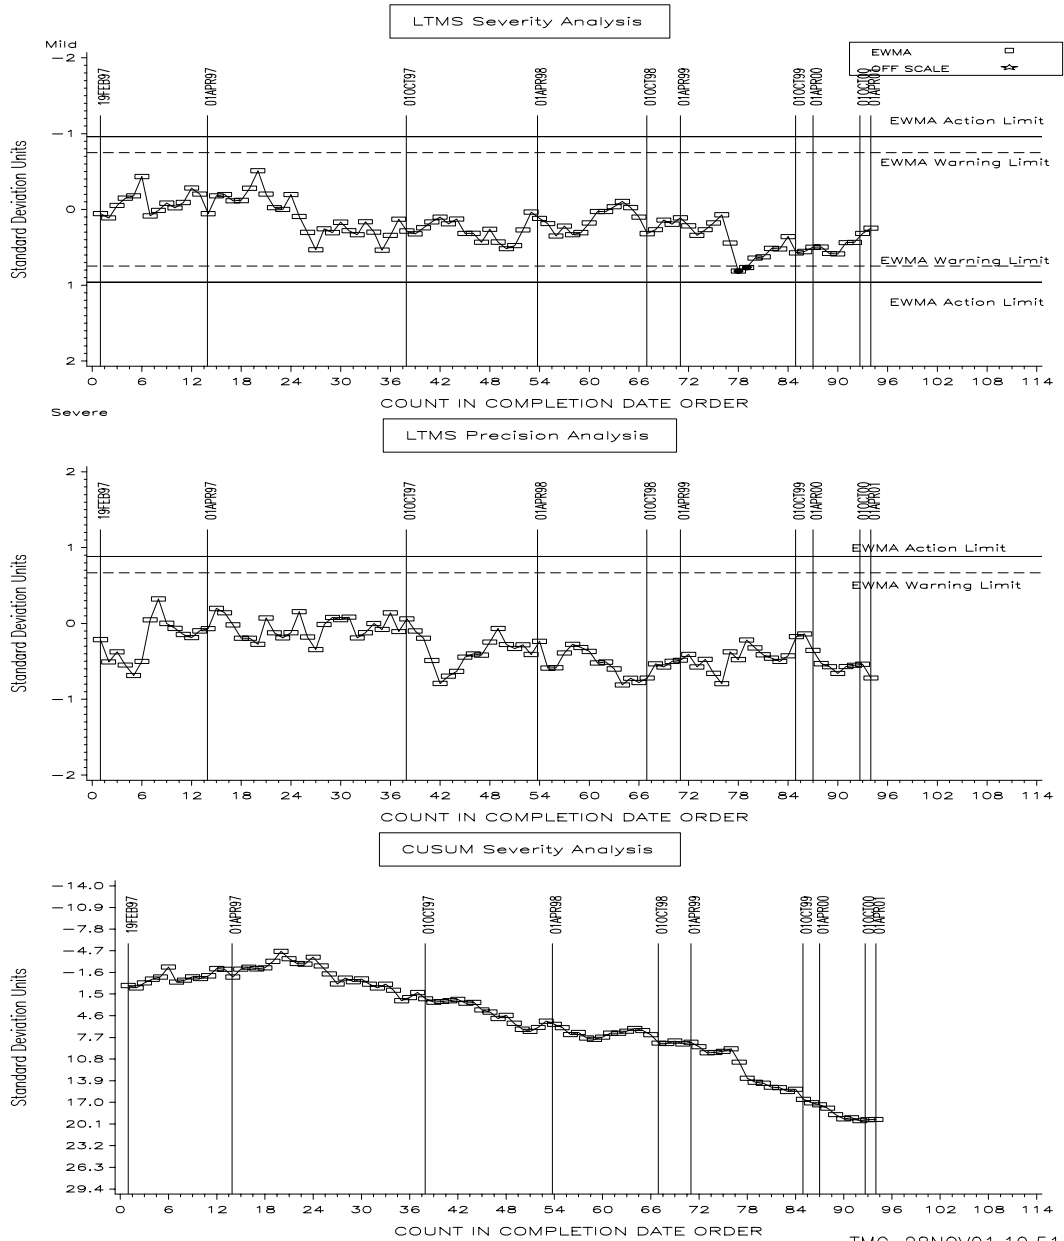 LTMS Severity Analysis
Mild
EWMA
OFF SCALE
Standard Deviation Units
-2
-1
0
1
2
19FEB97
01APR97
01OCT97
01APR98
01OCT98
01APR99
01OCT99
01APR00
01OCT00
01APR01
EWMA Action Limit
EWMA Warning Limit
EWMA Warning Limit
EWMA Action Limit
0 6 12 18 24 30 36 42 48 54 60 66 72 78 84 90 96 102 108 114
COUNT IN COMPLETION DATE ORDER
Severe
LTMS Precision Analysis
Standard Deviation Units
2
1
0
-1
-2
19FEB97
01APR97
01OCT97
01APR98
01OCT98
01APR99
01OCT99
01APR00
01OCT00
01APR01
EWMA Action Limit
EWMA Warning Limit
0 6 12 18 24 30 36 42 48 54 60 66 72 78 84 90 96 102 108 114
COUNT IN COMPLETION DATE ORDER
CUSUM Severity Analysis
Standard Deviation Units
-14.0
-10.9
-7.8
-4.7
-1.6
1.5
4.6
7.7
10.8
13.9
17.0
20.1
23.2
26.3
29.4
19FEB97
01APR97
01OCT97
01APR98
01OCT98
01APR99
01OCT99
01APR00
01OCT00
01APR01
0 6 12 18 24 30 36 42 48 54 60 66 72 78 84 90 96 102 108 114
COUNT IN COMPLETION DATE ORDER